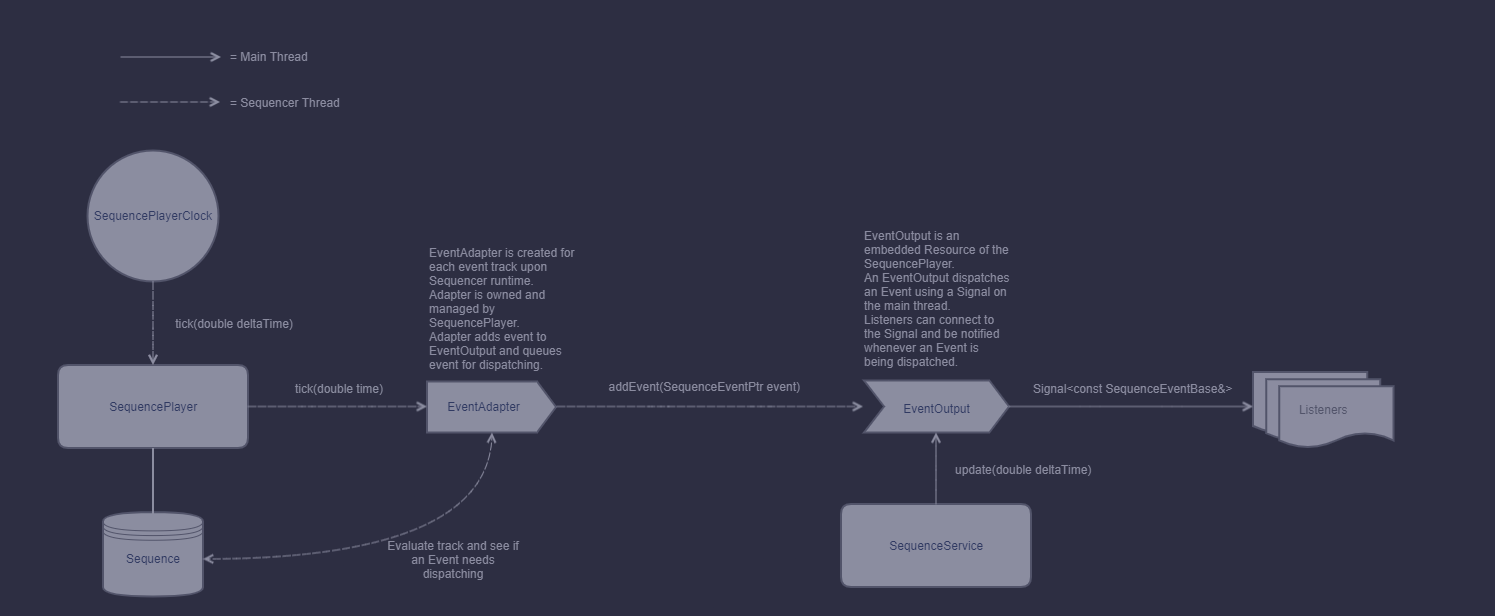 = Main Thread
= Sequencer Thread
SequencePlayerClock
tick(double deltaTime)
SequencePlayer
Sequence
tick(double time)
EventAdapter is created for
each event track upon
Sequencer runtime.
Adapter is owned and
managed by
SequencePlayer.
Adapter adds event to
EventOutput and queues
event for dispatching.
EventAdapter
Evaluate track and see if
an Event needs
dispatching
addEvent(SequenceEventPtr event)
EventOutput is an
embedded Resource of the
SequencePlayer.
An EventOutput dispatches
an Event using a Signal on
the main thread.
Listeners can connect to
the Signal and be notified
whenever an Event is
being dispatched.
EventOutput
update(double deltaTime)
SequenceService
Signal<const SequenceEventBase&>
Listeners